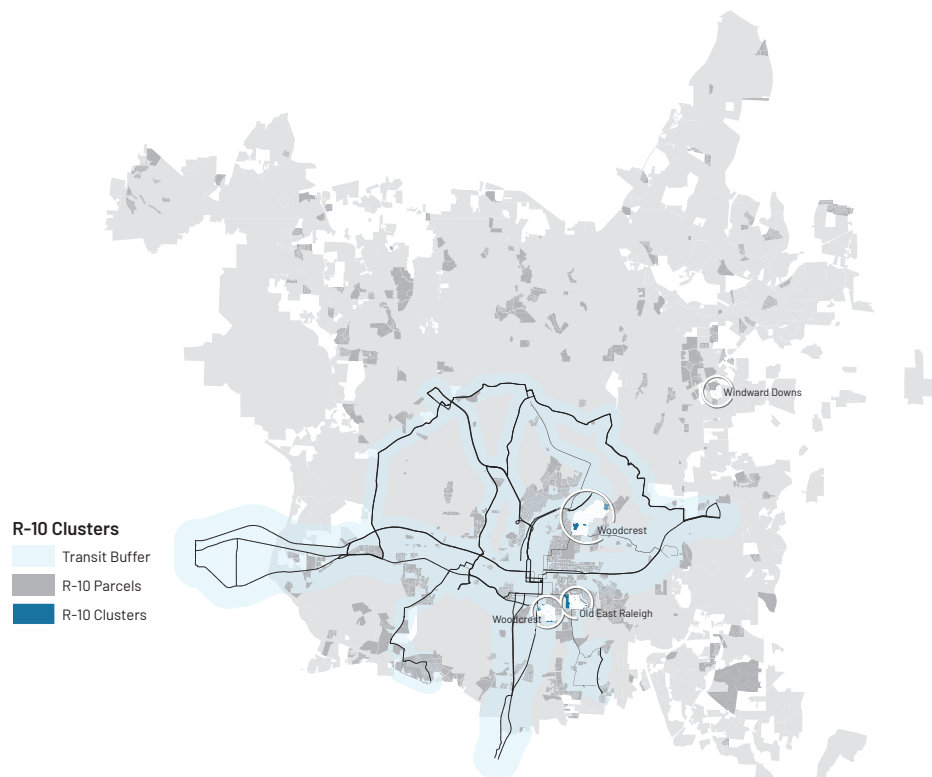 Windward Downs
R-10 Clusters
Transit Buffer
R-10 Parcels
R-10 Clusters
Woodcrest
Old East Raleigh
Woodcrest